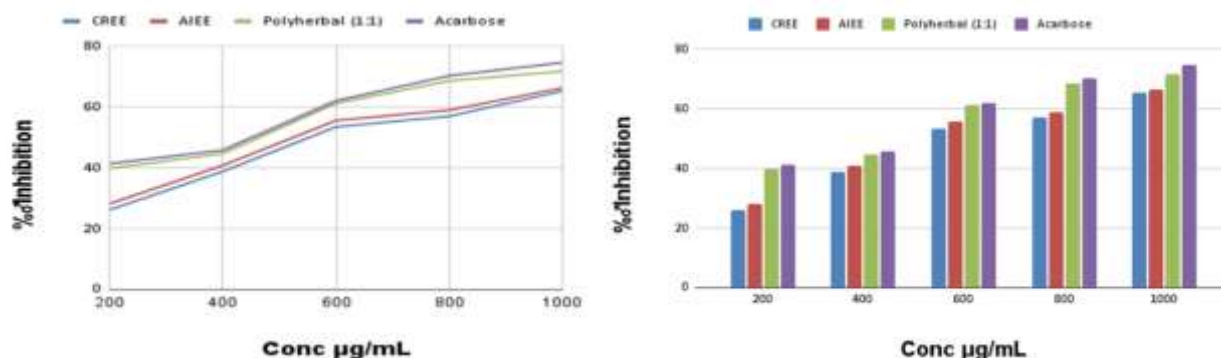 CREE AIEE Polyherbal (1:1) Acarbose
80
60
40
20
0
200 400 600 800 1000
% of Inhibition
Conc µg/mL
CREE AIEE Polyherbal (1:1) Acarbose
80
60
40
20
0
200 400 600 800 1000
% of Inhibition
Conc µg/mL